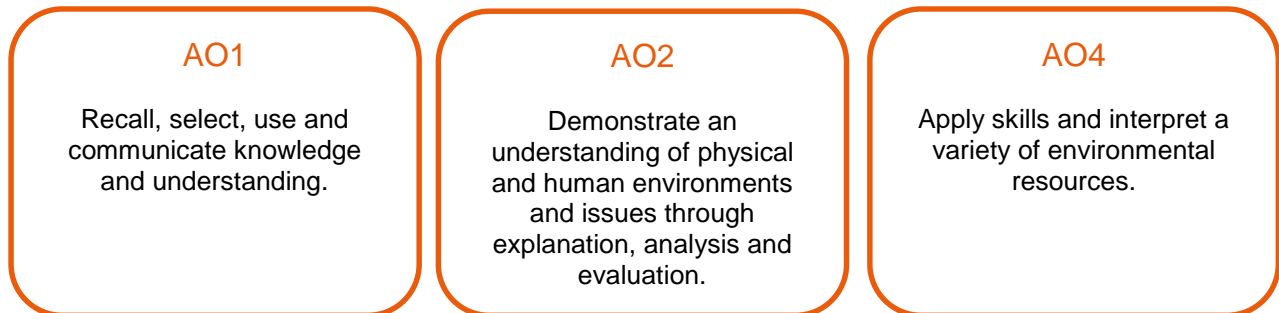 AO1
Recall, select, use and
communicate knowledge
and understanding.
AO2
Demonstrate an
understanding of physical
and human environments
and issues through
explanation, analysis and
evaluation.
AO4
Apply skills and interpret a
variety of environmental
resources.